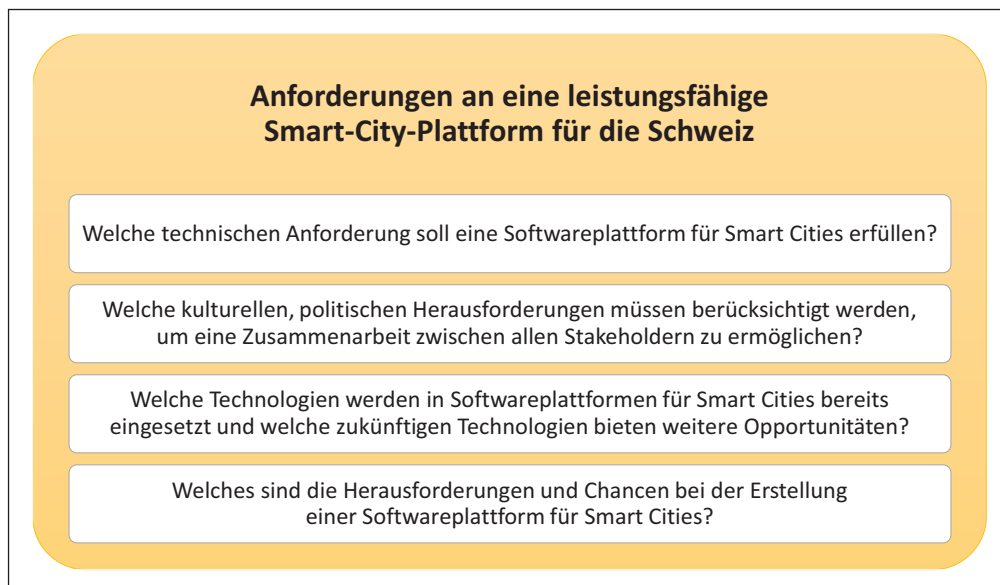 Anforderungen an eine leistungsfähige
Smart-City-Plattform für die Schweiz
Welche technischen Anforderung soll eine Softwareplattform für Smart Cities erfüllen?
Welche kulturellen, politischen Herausforderungen müssen berücksichtigt werden,
um eine Zusammenarbeit zwischen allen Stakeholdern zu ermöglichen?
Welche Technologien werden in Softwareplattformen für Smart Cities bereits
eingesetzt und welche zukünftigen Technologien bieten weitere Opportunitäten?
Welches sind die Herausforderungen und Chancen bei der Erstellung
einer Softwareplattform für Smart Cities?